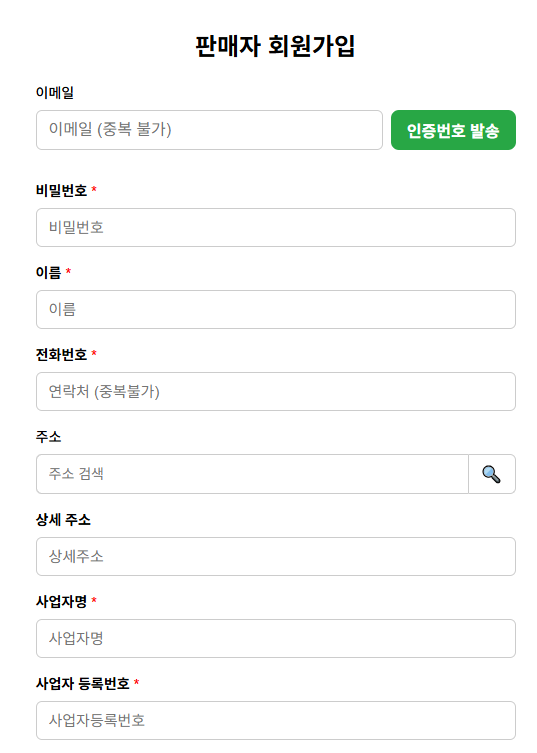 판매자 회원가입
이메일
이메일 (중복 불가) 인증번호 발송
비밀번호 *
비밀번호
이름 *
이름
전화번호 *
연락처 (중복불가)
주소
주소 검색
상세 주소
상세주소
사업자명 *
사업자명
사업자 등록번호 *
사업자등록번호